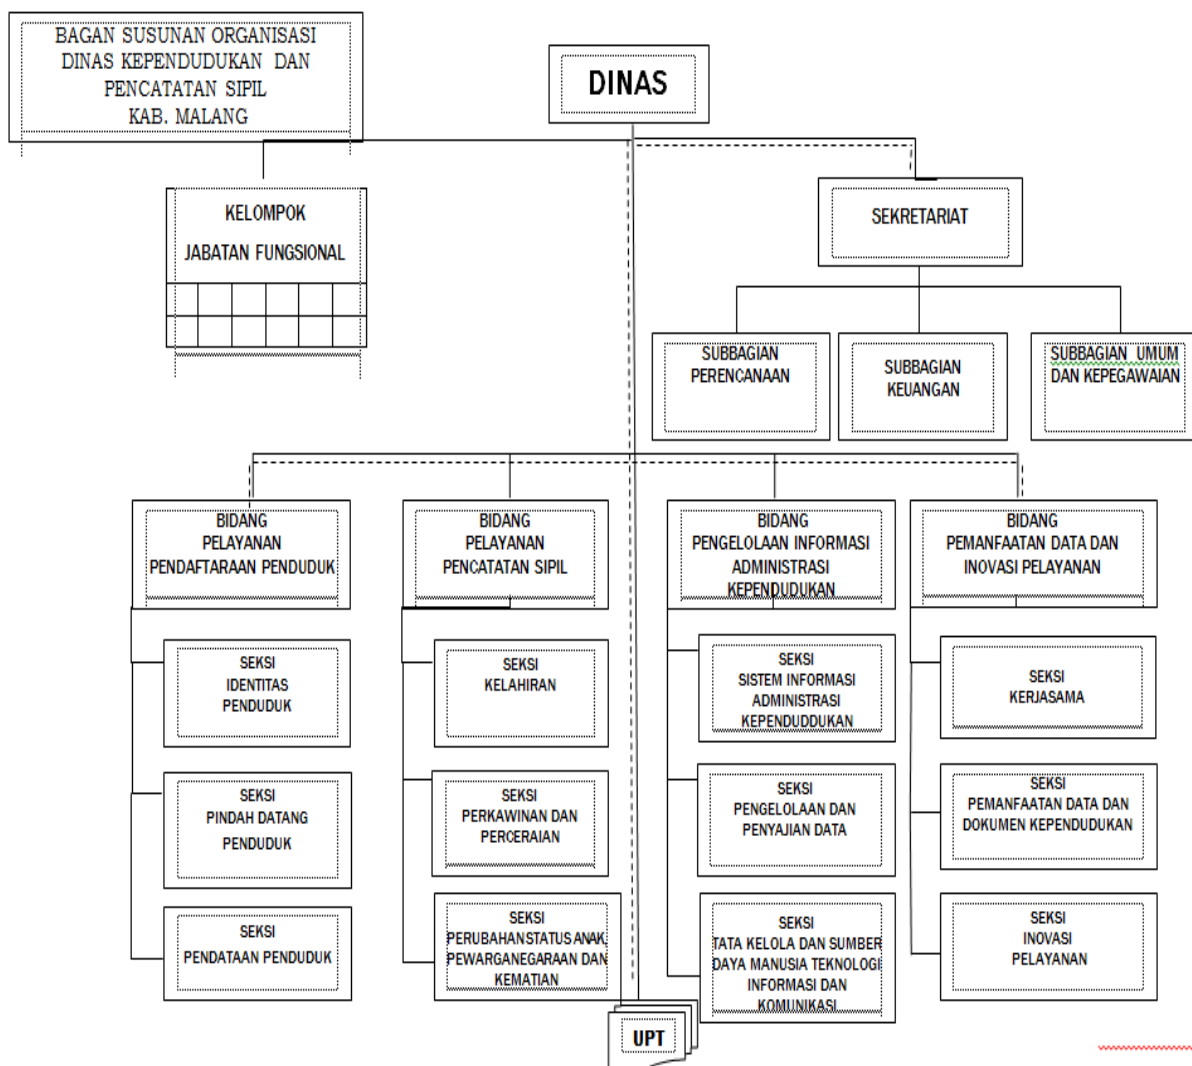 BAGAN SUSUNAN ORGANISASI
DINAS KEPENDUDUKAN DAN
PENCATATAN SIPIL
KAB. MALANG
DINAS
KELOMPOK
JABATAN FUNGSIONAL
SEKRETARIAT
SUBBAGIAN
PERENCANAAN
SUBBAGIAN
KEUANGAN
SUBBAGIAN UMUM
DAN KEPEGAWAIAN
BIDANG
PELAYANAN
PENDAFTARAAN PENDUDUK
BIDANG
PELAYANAN
PENCATATAN SIPIL
BIDANG
PENGELOLAAN INFORMASI
ADMINISTRASI
KEPENDUDUKAN
BIDANG
PEMANFAATAN DATA DAN
INOVASI PELAYANAN
SEKSI
IDENTITAS
PENDUDUK
SEKSI
KELAHIRAN
SEKSI
SISTEM INFORMASI
ADMINISTRASI
KEPENDUDDUKAN
SEKSI
KERJASAMA
SEKSI
PINDAH DATANG
PENDUDUK
SEKSI
PERKAWINAN DAN
PERCERAIAN
SEKSI
PENGELOLAAN DAN
PENYAJIAN DATA
SEKSI
PEMANFAATAN DATA DAN
DOKUMEN KEPENDUDUKAN
SEKSI
PENDATAAN PENDUDUK
SEKSI
PERUBAHAN STATUS ANAK,
PEWARGANEGARAAN DAN
KEMATIAN
SEKSI
TATA KELOLA DAN SUMBER
DAYA MANUSIA TEKNOLOGI
INFORMASI DAN
KOMUNIKASI
SEKSI
INOVASI
PELAYANAN
UPT